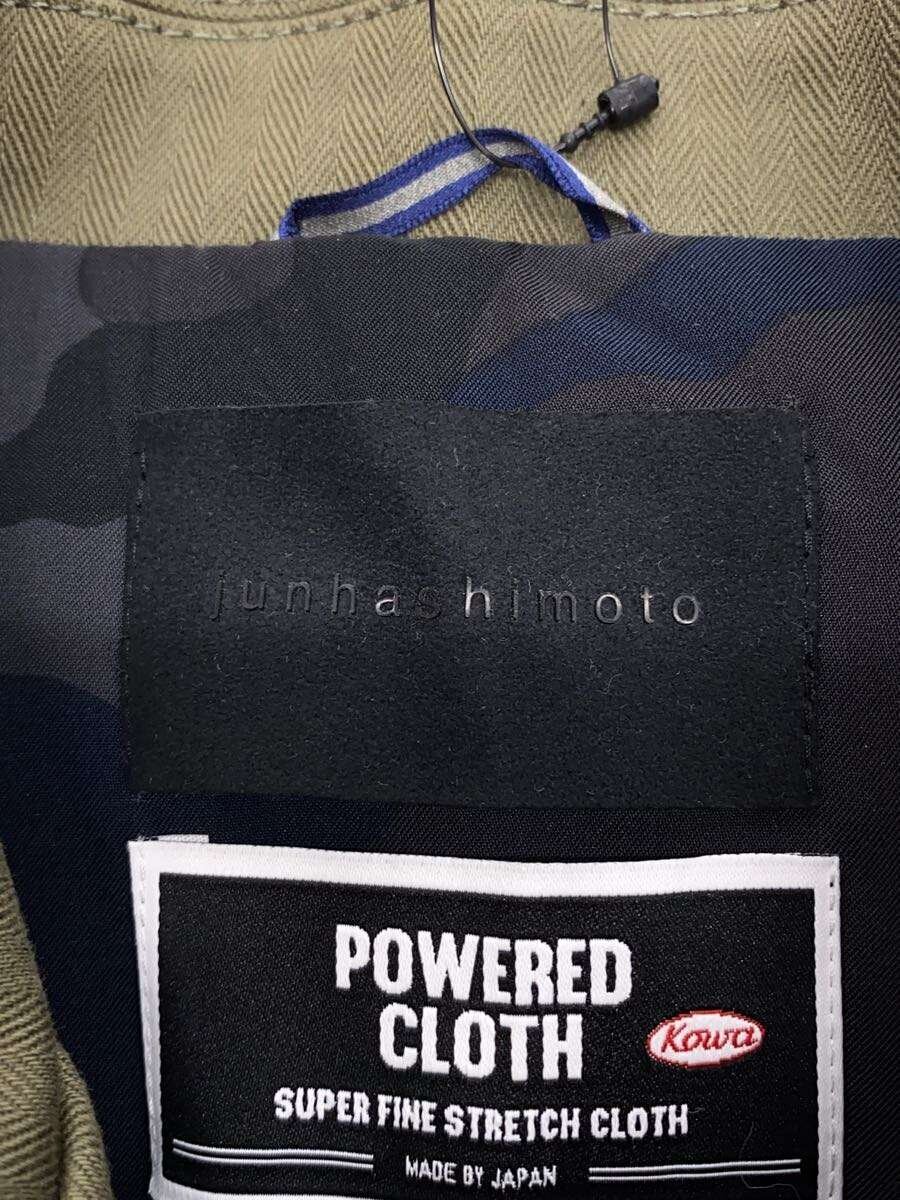 junhashimoto
POWERED
CLOTH
Kowa
SUPER FINE STRETCH CLOTH
MADE BY JAPAN